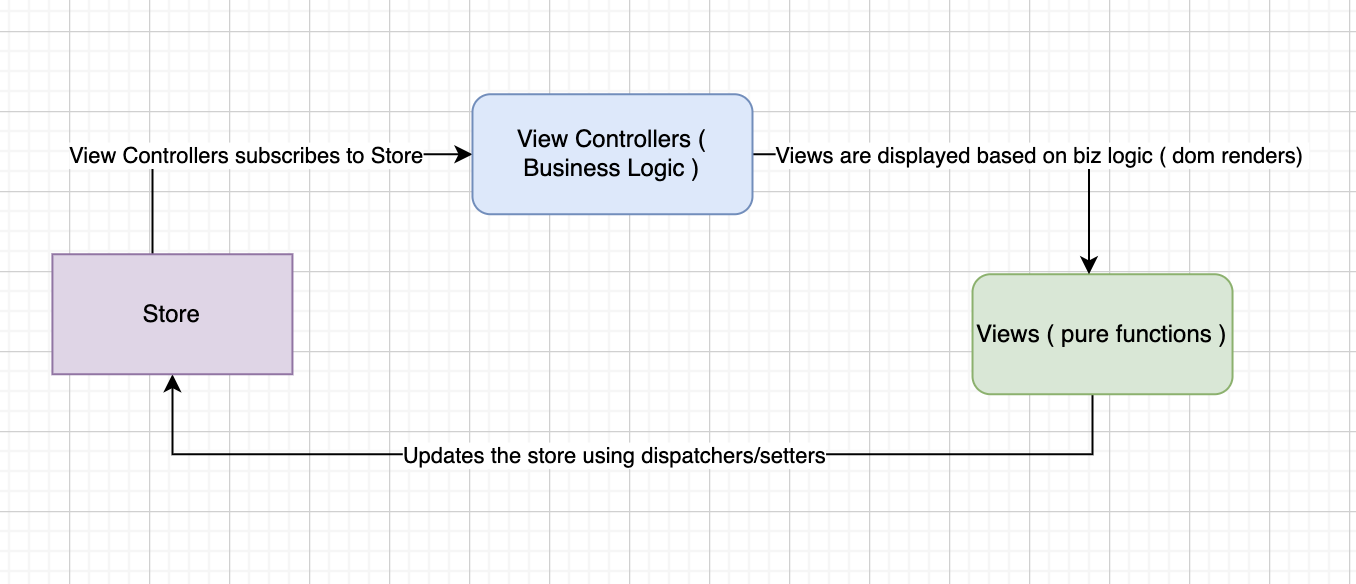 View Controllers (
Business Logic )
View Controllers subscribes to Store
Views are displayed based on biz logic ( dom renders)
Store
Views ( pure functions )
Updates the store using dispatchers/setters